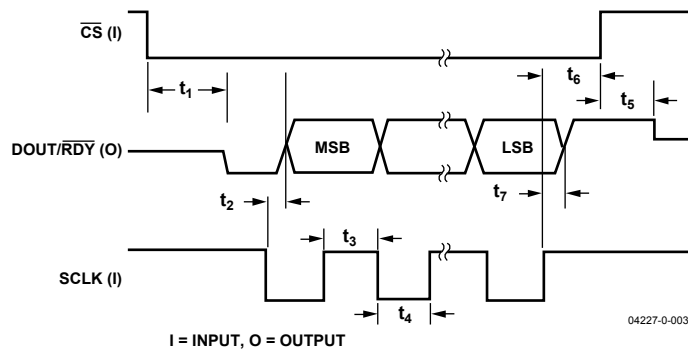 CS (I)
t1
t6
t5
DOUT/RDY (O)
MSB
LSB
t2
t3
t7
SCLK (I)
t4
04227-0-003
I = INPUT, O = OUTPUT